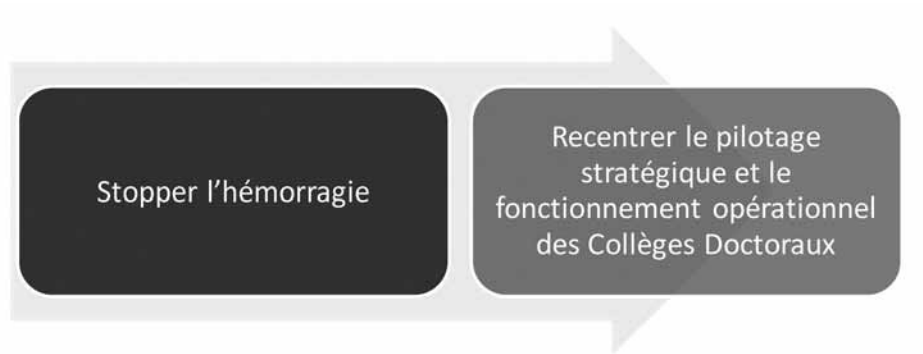 Stopper l’hémorragie
Recentrer le pilotage
stratégique et le
fonctionnement opérationnel
des Collèges Doctoraux